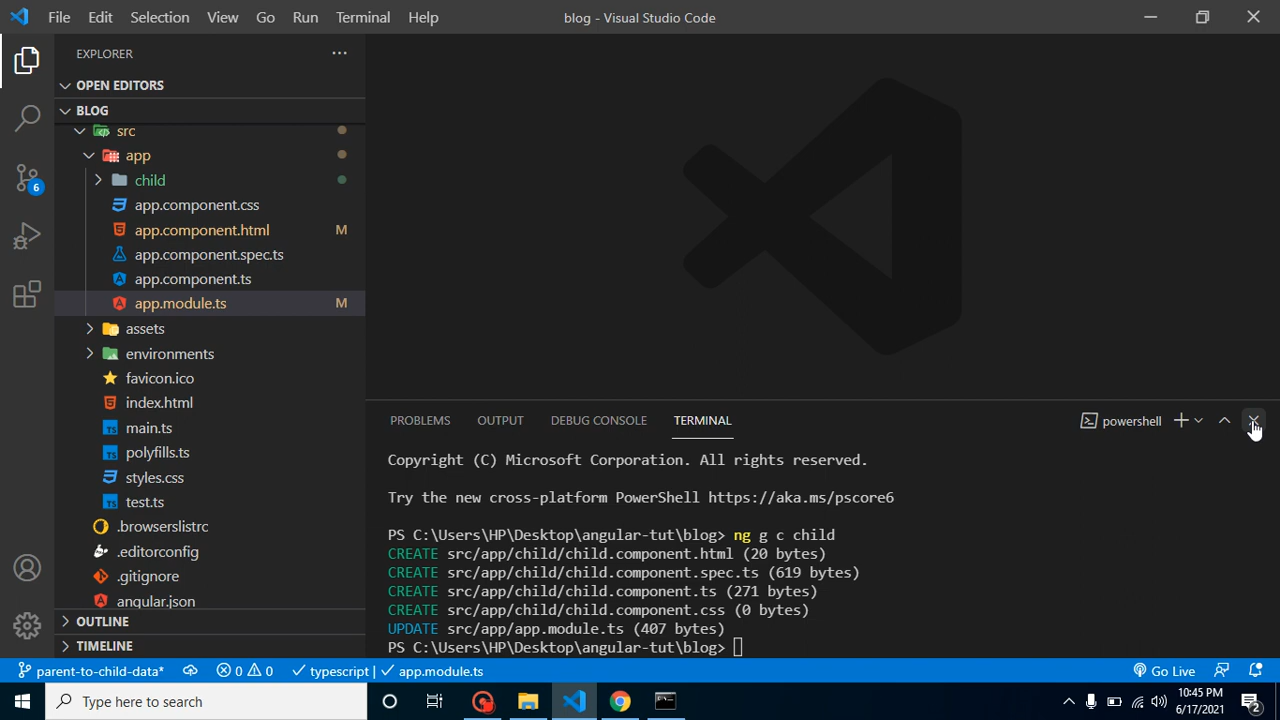 File Edit Selection View Go Run Terminal Help
blog - Visual Studio Code
EXPLORER
OPEN EDITORS
BLOG
src
app
child
app.component.css
app.component.html M
app.component.spec.ts
app.component.ts
app.module.ts M
assets
environments
favicon.ico
index.html
main.ts
polyfills.ts
styles.css
test.ts
.browserslistrc
.editorconfig
.gitignore
angular.json
OUTLINE
TIMELINE
6
PROBLEMS OUTPUT DEBUG CONSOLE TERMINAL
powershell
Copyright (C) Microsoft Corporation. All rights reserved.
Try the new cross-platform PowerShell https://aka.ms/pscore6
PS C:\Users\HP\Desktop\angular-tut\blog> ng g c child
CREATE src/app/child/child.component.html (20 bytes)
CREATE src/app/child/child.component.spec.ts (619 bytes)
CREATE src/app/child/child.component.ts (271 bytes)
CREATE src/app/child/child.component.css (0 bytes)
UPDATE src/app/app.module.ts (407 bytes)
PS C:\Users\HP\Desktop\angular-tut\blog>
parent-to-child-data* 0 0 typescript | app.module.ts Go Live
Type here to search
10:45 PM
6/17/2021
2